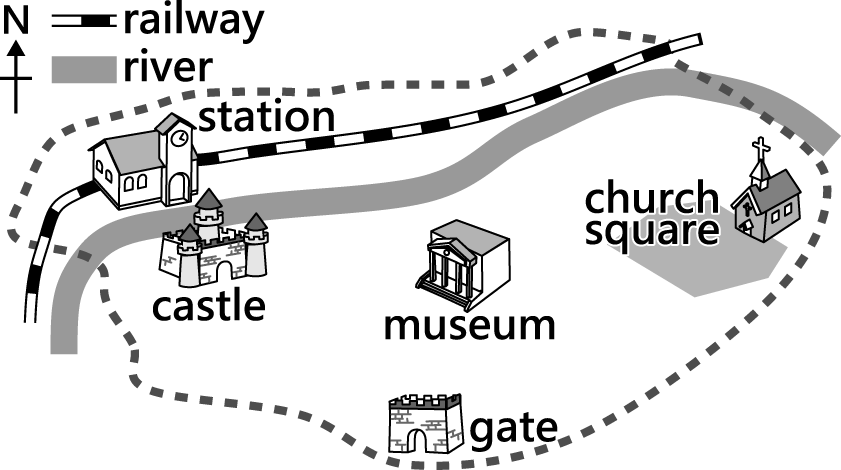 N
railway
river
station
church
square
castle
museum
gate